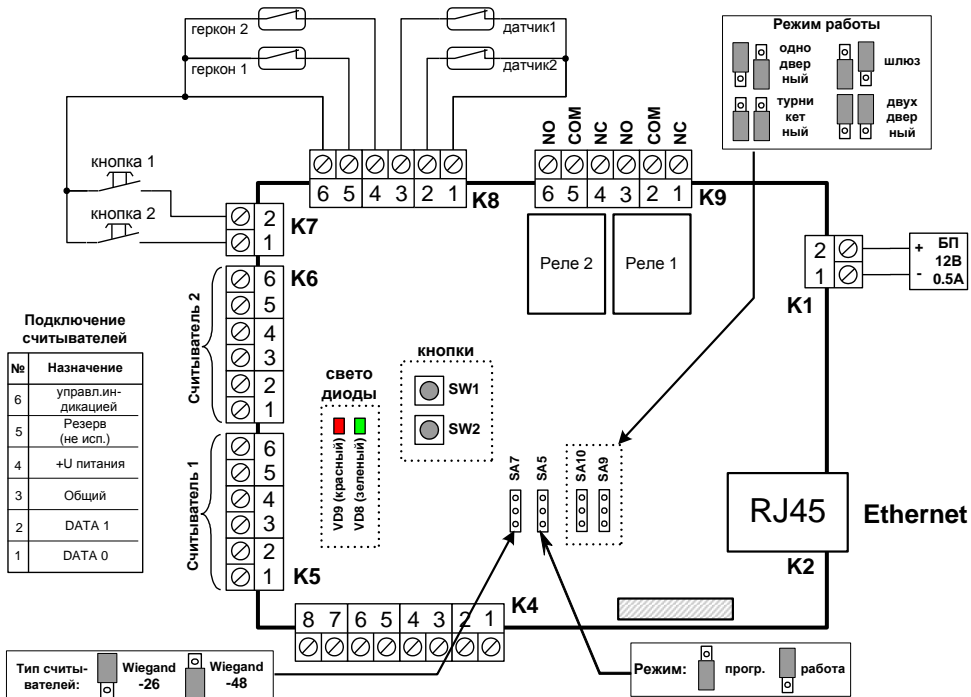 геркон 2
датчик1
геркон 1
датчик2
Режим работы
одно
двер
ный
шлюз
турни
кет
ный
двух
двер
ный
кнопка 1
кнопка 2
NO
COM
NC
NO
COM
NC
6 5 4 3 2 1
K8
6 5 4 3 2 1
K9
2
1
K7
Реле 2
Реле 1
2
1
K1
+
-
БП
12В
0.5А
K6
6
5
4
3
2
1
Считыватель 2
Подключение
считывателей
№ Назначение
6 управл.ин-
дикацией
5 Резерв
(не исп.)
4 +U питания
3 Общий
2 DATA 1
1 DATA 0
свето
диоды
VD9 (красный)
VD8 (зеленый)
кнопки
SW1
SW2
6
5
4
3
2
1
Считыватель 1
K5
SA7
SA5
SA10
SA9
RJ45
Ethernet
K2
K4
8 7 6 5 4 3 2 1
Тип считы-
вателей:
Wiegand
-26
Wiegand
-48
Режим:
прогр.
работа